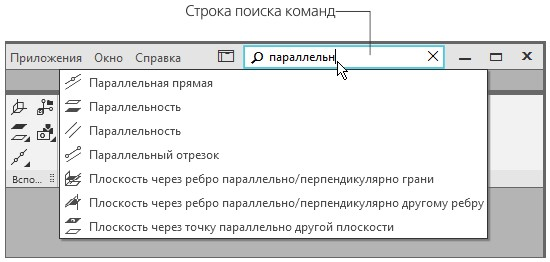 Строка поиска команд
Приложения Окно Справка параллельн
Параллельная прямая
Параллельность
Параллельность
Параллельный отрезок
Плоскость через ребро параллельно/перпендикулярно грани
Плоскость через ребро параллельно/перпендикулярно другому ребру
Плоскость через точку параллельно другой плоскости
Вспо...